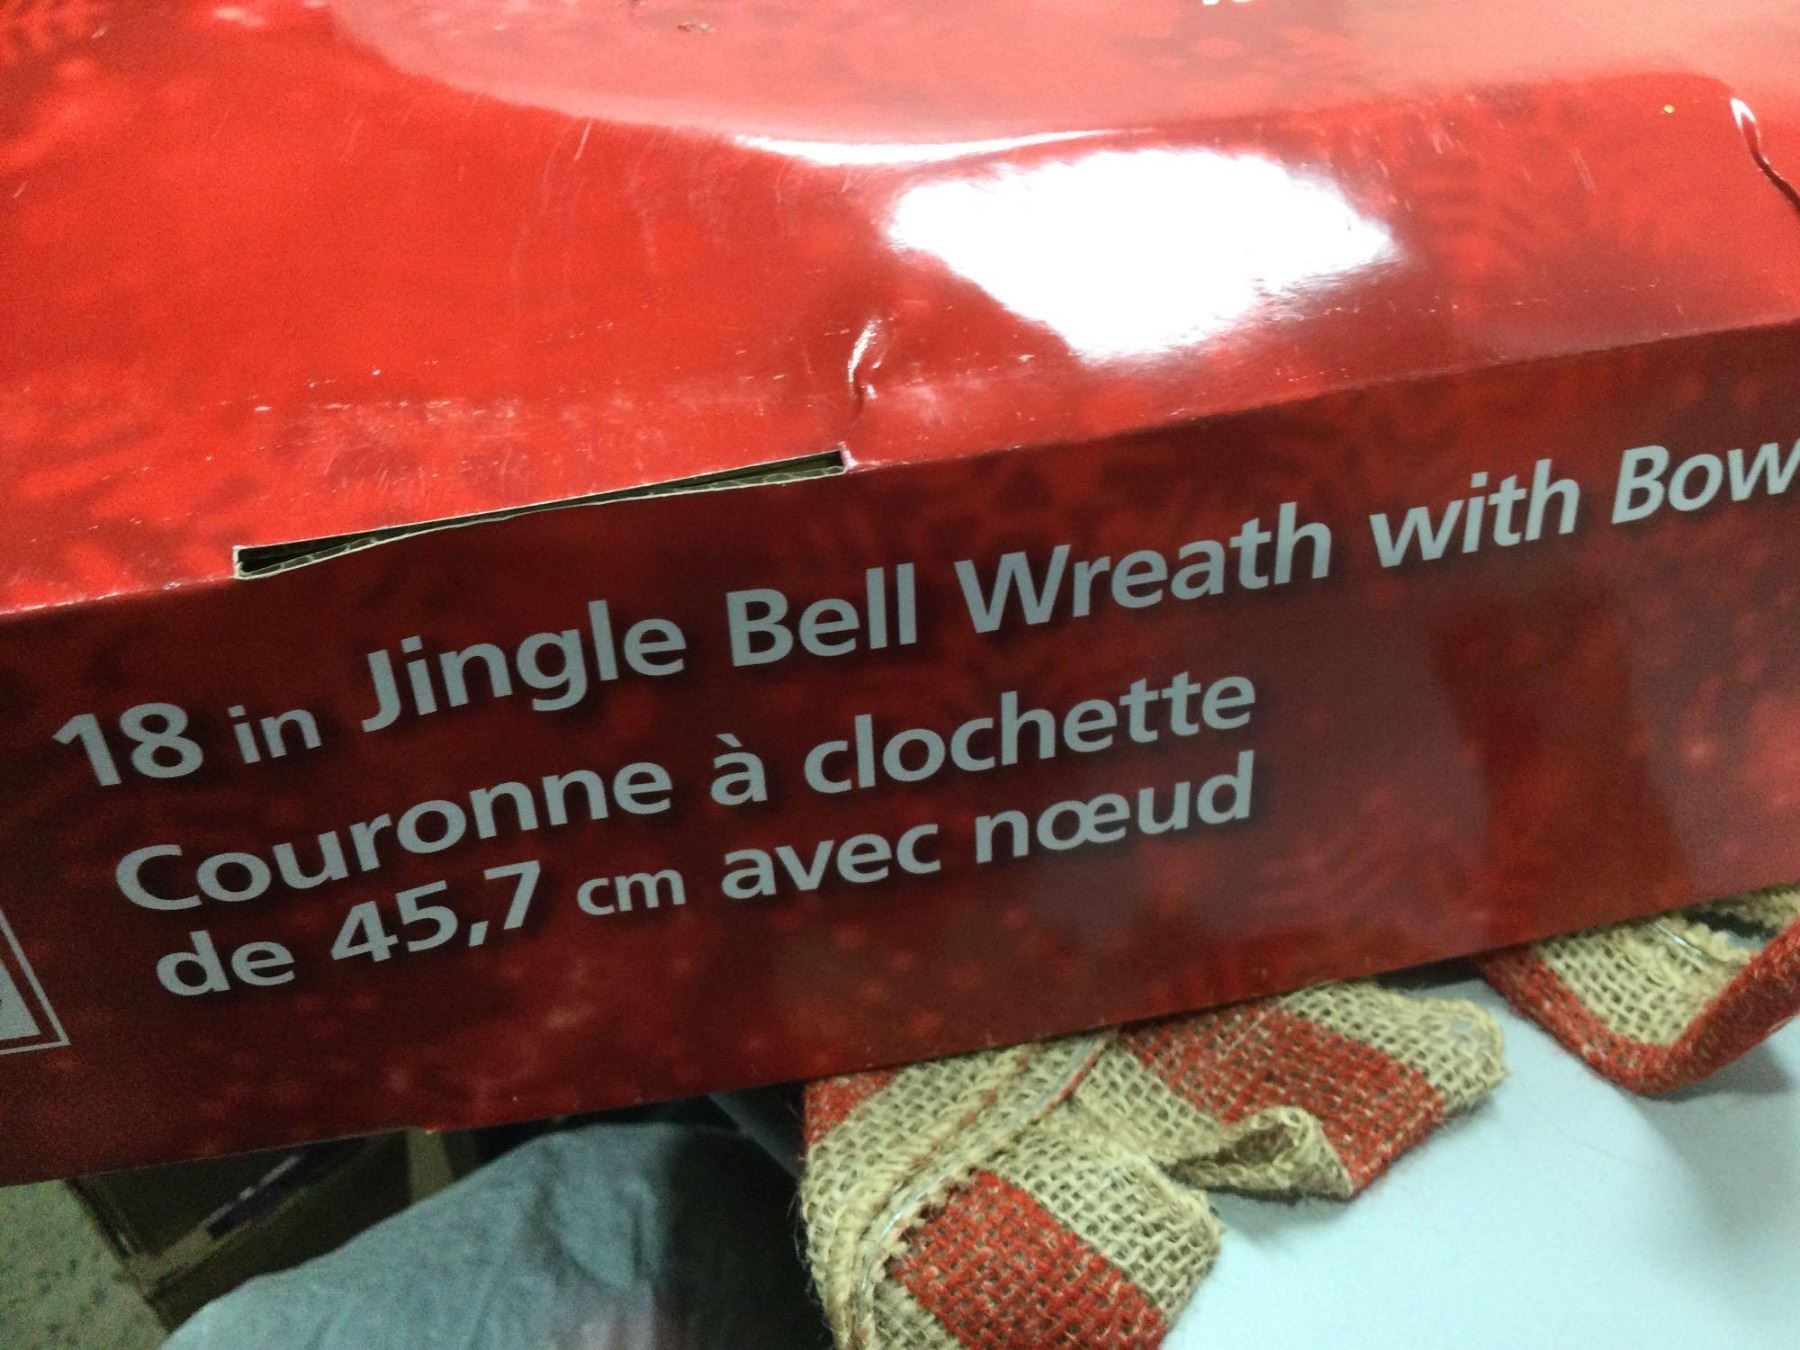 18 in Jingle Bell Wreath with Bow
Couronne à clochette
de 45,7 cm avec nœud